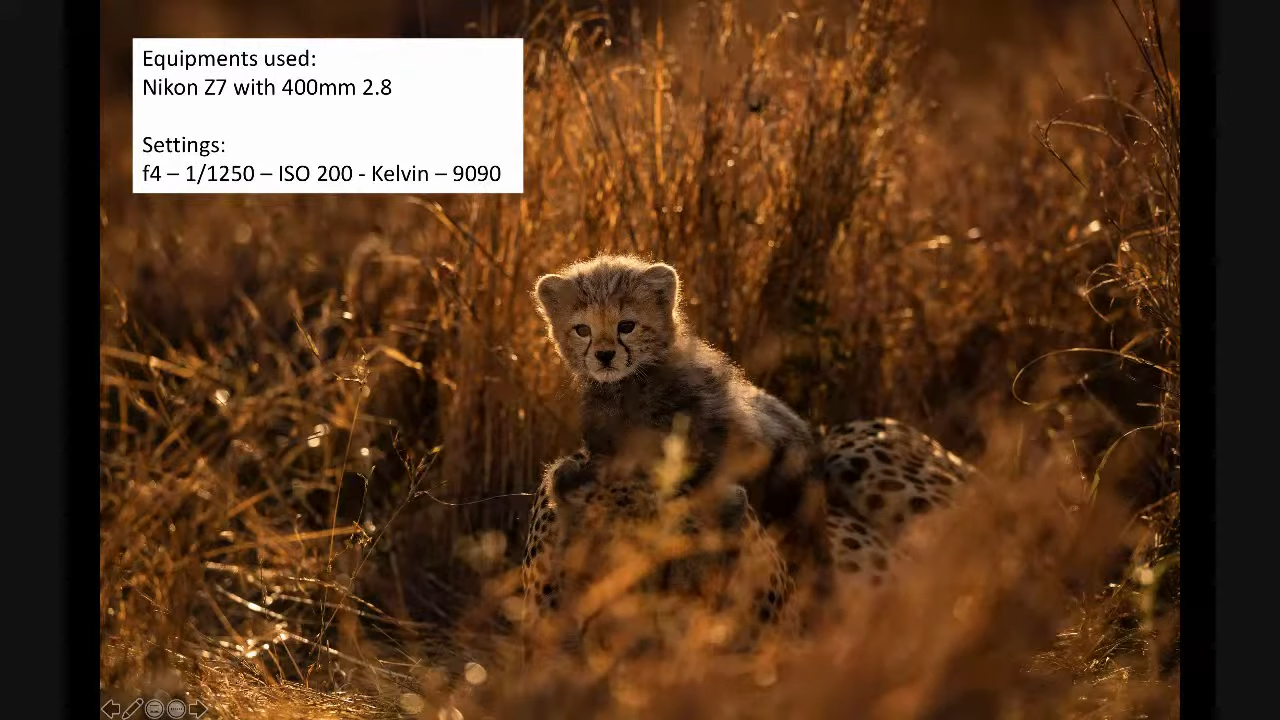 Equipments used:
Nikon Z7 with 400mm 2.8
Settings:
f4 – 1/1250 – ISO 200 - Kelvin – 9090